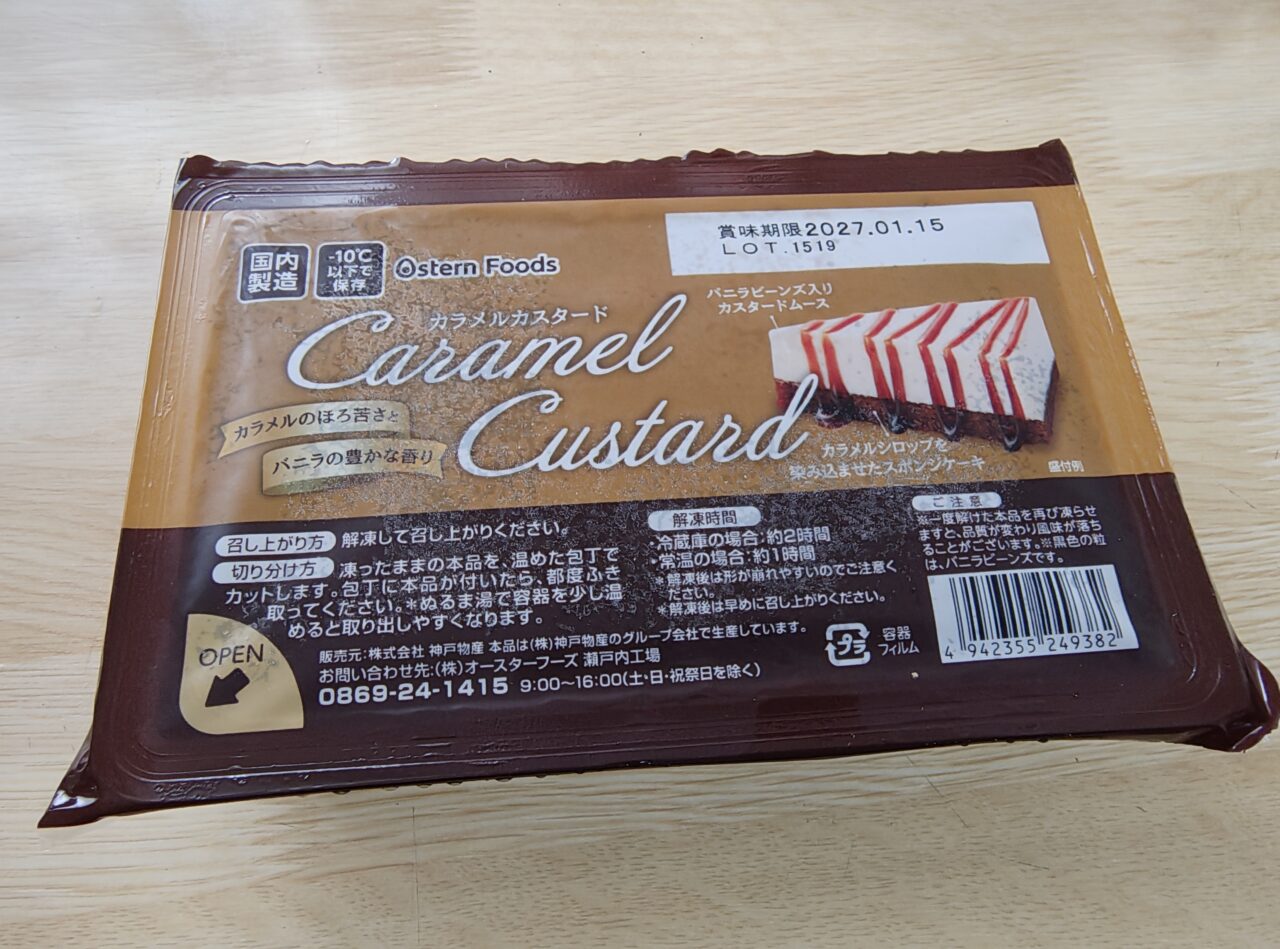 賞味期限2027.01.15
LOT.1519
国内
製造
-10℃
以下で
保存
Ostern Foods
カラメルカスタード
Caramel
Custard
カラメルのほろ苦さと
バニラの豊かな香り
バニラビーンズ入り
カスタードムース
カラメルシロップを
染み込ませたスポンジケーキ
盛付例
召し上がり方 解凍して召し上がりください。
切り分け方 凍ったままの本品を、温めた包丁で
カットします。包丁に本品が付いたら、都度ふき
取ってください。*ぬるま湯で容器を少し温
めると取り出しやすくなります。
解凍時間
・冷蔵庫の場合:約2時間
・常温の場合:約1時間
*解凍後は形が崩れやすいのでご注意く
ださい。
*解凍後は早めに召し上がりください。
ご注意
※一度解けた本品を再び凍らせ
ますと、品質が変わり風味が落ち
ることがございます。※黒色の粒
は、バニラビーンズです。
OPEN
販売元:株式会社 神戸物産 本品は(株)神戸物産のグループ会社で生産しています。
お問い合わせ先:(株)オースターフーズ 瀬戸内工場
0869-24-1415 9:00〜16:00(土・日・祝祭日を除く)
プラ
容器
フィルム
4 942355 249382